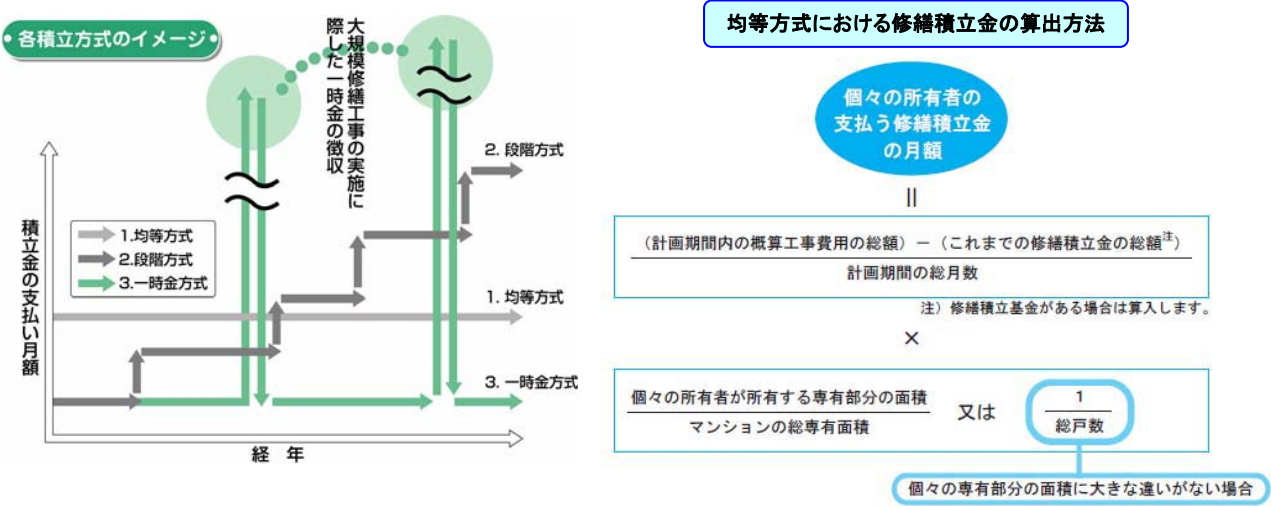 各積立方式のイメージ
大規模修繕工事の実施に
際した一時金の徴収
積立金の支払い月額
1.均等方式
2.段階方式
3.一時金方式
2. 段階方式
1. 均等方式
3. 一時金方式
経 年
均等方式における修繕積立金の算出方法
個々の所有者の
支払う修繕積立金
の月額
＝
（計画期間内の概算工事費用の総額）－（これまでの修繕積立金の総額注）
計画期間の総月数
注）修繕積立基金がある場合は算入します。
×
個々の所有者が所有する専有部分の面積
マンションの総専有面積
又は
1
総戸数
個々の専有部分の面積に大きな違いがない場合